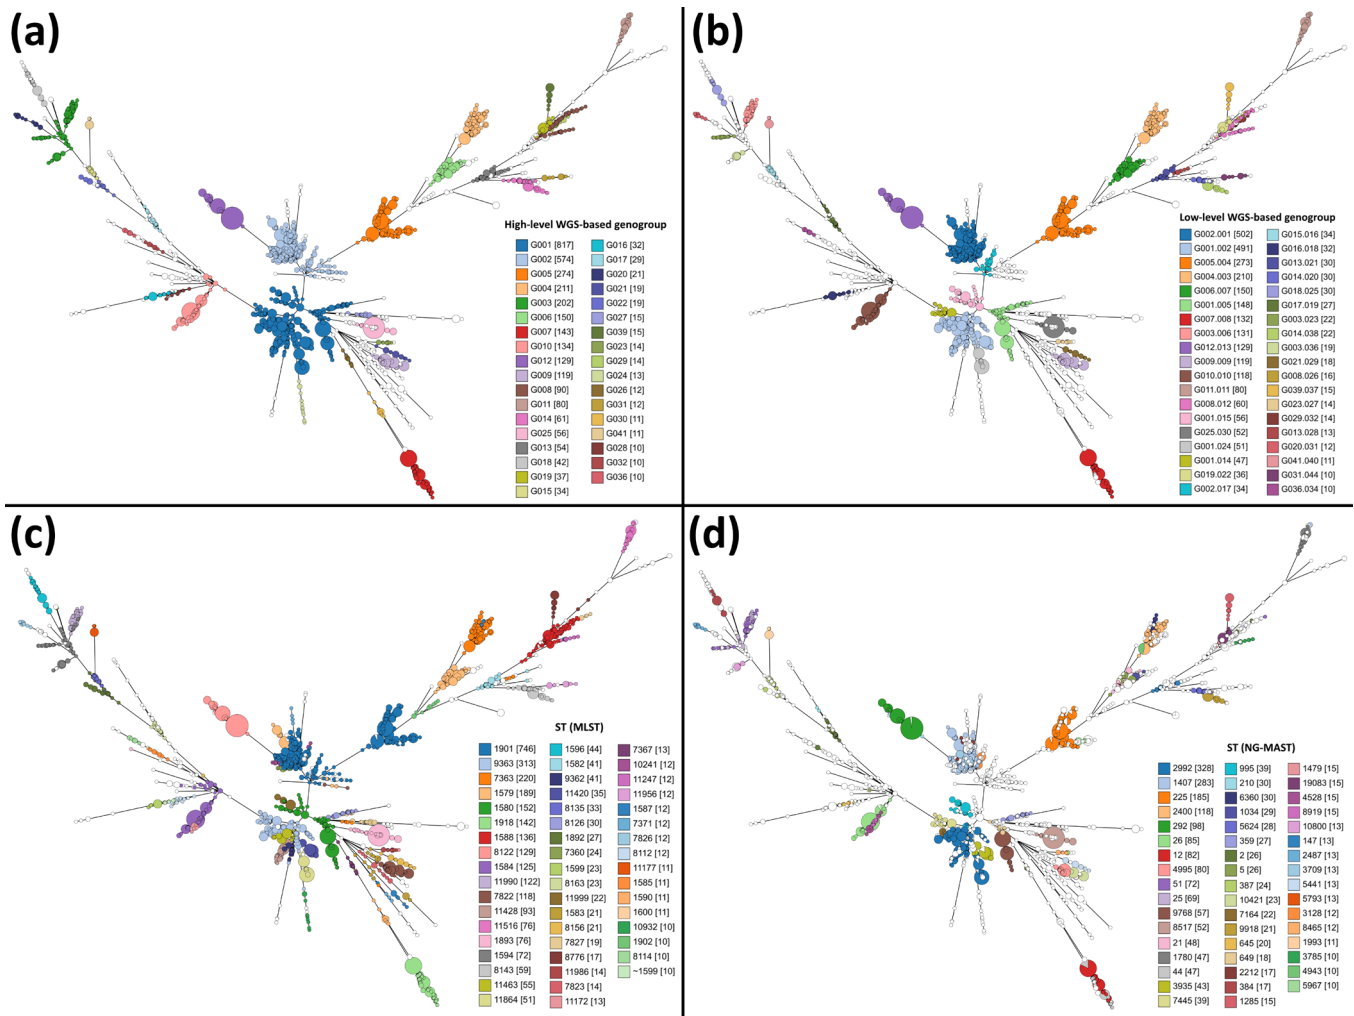 (a)
High-level WGS-based genogroup
G001 [817]
G002 [574]
G005 [274]
G004 [211]
G003 [202]
G006 [150]
G007 [143]
G010 [134]
G012 [129]
G009 [119]
G008 [90]
G011 [80]
G014 [61]
G025 [56]
G013 [54]
G018 [42]
G019 [37]
G015 [34]
G016 [32]
G017 [29]
G020 [21]
G021 [19]
G022 [19]
G027 [15]
G039 [15]
G023 [14]
G029 [14]
G024 [13]
G026 [12]
G031 [12]
G030 [11]
G041 [11]
G028 [10]
G032 [10]
G036 [10]
(b)
Low-level WGS-based genogroup
G002.001 [502]
G001.002 [491]
G005.004 [273]
G004.003 [210]
G006.007 [150]
G001.005 [148]
G007.008 [132]
G003.006 [131]
G012.013 [129]
G009.009 [119]
G010.010 [118]
G011.011 [80]
G008.012 [60]
G001.015 [56]
G025.030 [52]
G001.024 [51]
G001.014 [47]
G019.022 [36]
G002.017 [34]
G015.016 [34]
G016.018 [32]
G013.021 [30]
G014.020 [30]
G018.025 [30]
G017.019 [27]
G003.023 [22]
G014.038 [22]
G003.036 [19]
G021.029 [18]
G008.026 [16]
G039.037 [15]
G023.027 [14]
G029.032 [14]
G013.028 [13]
G020.031 [12]
G041.040 [11]
G031.044 [10]
G036.034 [10]
(c)
ST (MLST)
1901 [746]
9363 [313]
7363 [220]
1579 [189]
1580 [152]
1918 [142]
1588 [136]
8122 [129]
1584 [125]
11990 [122]
7822 [118]
11428 [93]
11516 [76]
1893 [76]
1594 [72]
8143 [59]
11463 [55]
11864 [51]
1596 [44]
1582 [41]
9362 [41]
11420 [35]
8135 [33]
8126 [30]
1892 [27]
7360 [24]
1599 [23]
8163 [23]
11999 [22]
1583 [21]
8156 [21]
7827 [19]
8776 [17]
11986 [14]
7823 [14]
11172 [13]
7367 [13]
10241 [12]
11247 [12]
11956 [12]
1587 [12]
7371 [12]
7826 [12]
8112 [12]
11177 [11]
1585 [11]
1590 [11]
1600 [11]
10932 [10]
1902 [10]
8114 [10]
~1599 [10]
(d)
ST (NG-MAST)
2992 [328]
1407 [283]
225 [185]
2400 [118]
292 [98]
26 [85]
12 [82]
4995 [80]
51 [72]
25 [69]
9768 [57]
8517 [52]
21 [48]
1780 [47]
44 [47]
3935 [43]
7445 [39]
995 [39]
210 [30]
6360 [30]
1034 [29]
5624 [28]
359 [27]
2 [26]
5 [26]
387 [24]
10421 [23]
7164 [22]
9918 [21]
645 [20]
649 [18]
2212 [17]
384 [17]
1285 [15]
1479 [15]
19083 [15]
4528 [15]
8919 [15]
10800 [13]
147 [13]
2487 [13]
3709 [13]
5441 [13]
5793 [13]
3128 [12]
8465 [12]
1993 [11]
3785 [10]
4943 [10]
5967 [10]